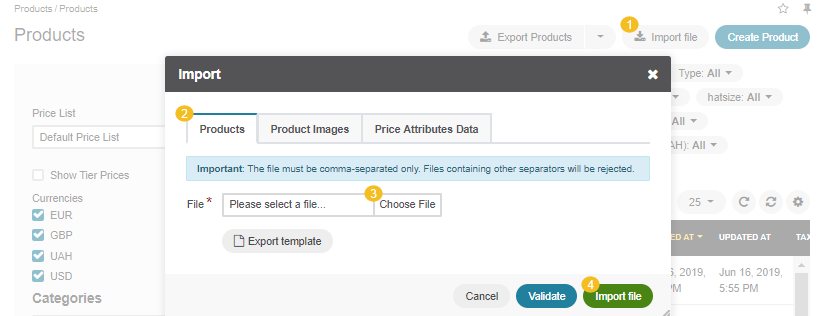 Products / Products
Products
1
Export Products
Import file
Create Product
Import
Type: All
hatsize: All
All
AH): All
Price List
Default Price List
Show Tier Prices
Currencies
EUR
GBP
UAH
USD
Categories
2
Products
Product Images
Price Attributes Data
Important: The file must be comma-separated only. Files containing other separators will be rejected.
3
File *
Please select a file...
Choose File
Export template
4
Cancel
Validate
Import file
25
ED AT
UPDATED AT
TAX
6, 2019,
Jun 16, 2019,
PM
5:55 PM